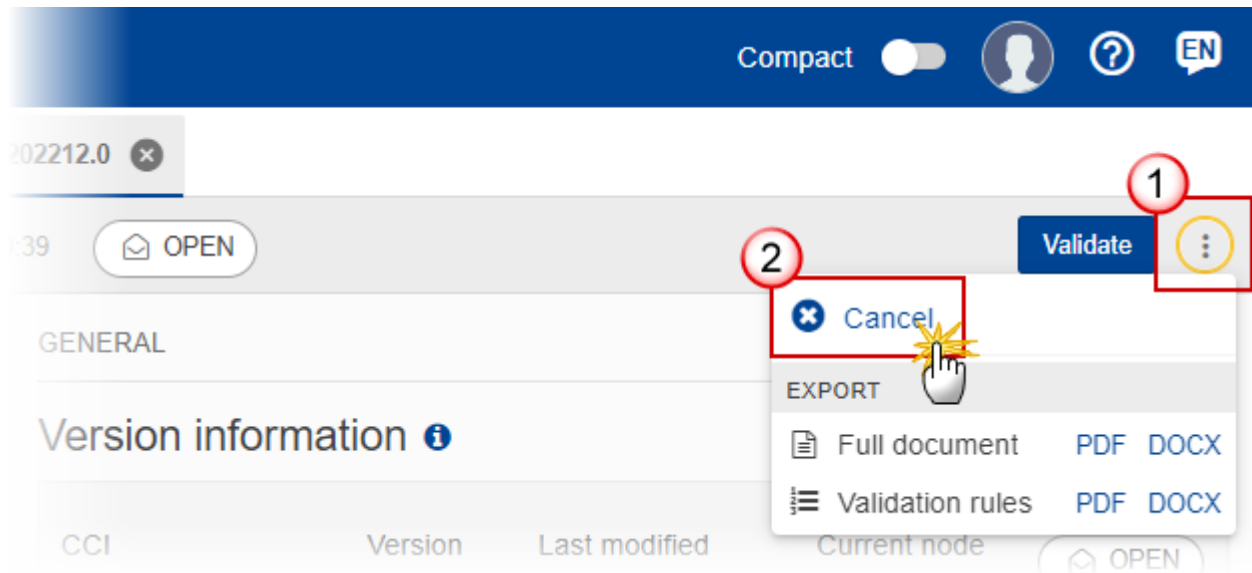 Compact EN
202212.0
1
:39 OPEN Validate
2
Cancel
GENERAL
EXPORT
Version information
Full document PDF DOCX
Validation rules PDF DOCX
CCI Version Last modified Current node OPEN